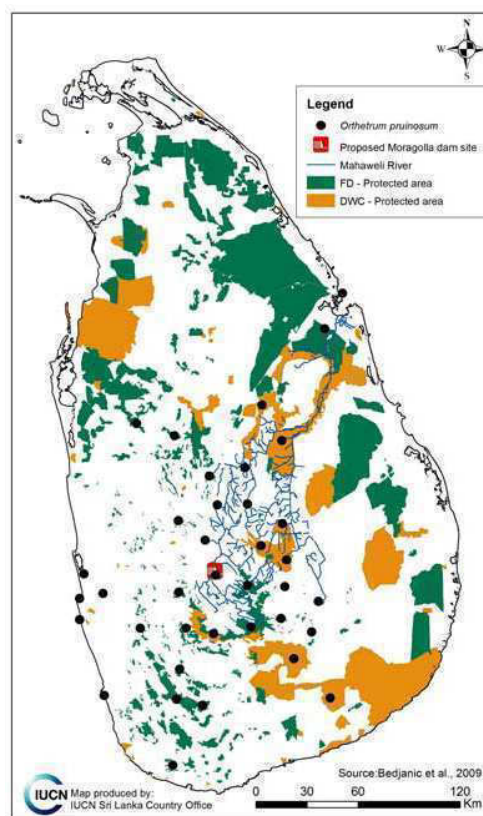 N
W E
S
Legend
Orthetrum pruinosum
Proposed Moragolla dam site
Mahaweli River
FD - Protected area
DWC - Protected area
Source:Bedjanic et al., 2009
IUCN
Map produced by:
IUCN Sri Lanka Country Office
0 30 60 120
Km